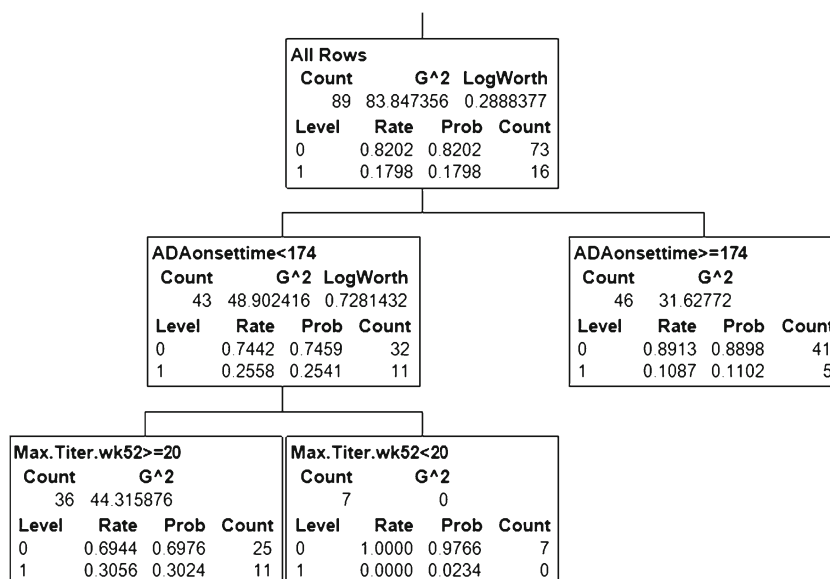 All Rows
Count G^2 LogWorth
89 83.847356 0.2888377
Level Rate Prob Count
0 0.8202 0.8202 73
1 0.1798 0.1798 16
ADAonsettime<174
Count G^2 LogWorth
43 48.902416 0.7281432
Level Rate Prob Count
0 0.7442 0.7459 32
1 0.2558 0.2541 11
ADAonsettime>=174
Count G^2
46 31.62772
Level Rate Prob Count
0 0.8913 0.8898 41
1 0.1087 0.1102 5
Max.Titer.wk52>=20
Count G^2
36 44.315876
Level Rate Prob Count
0 0.6944 0.6976 25
1 0.3056 0.3024 11
Max.Titer.wk52<20
Count G^2
7 0
Level Rate Prob Count
0 1.0000 0.9766 7
1 0.0000 0.0234 0